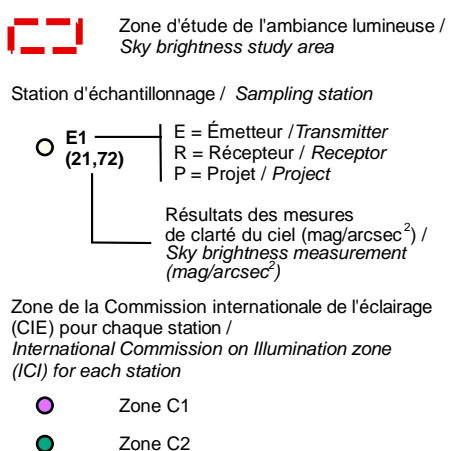 Zone d'étude de l'ambiance lumineuse /
Sky brightness study area
Station d'échantillonnage / Sampling station
E1
(21,72)
E = Émetteur /Transmitter
R = Récepteur / Receptor
P = Projet / Project
Résultats des mesures
de clarté du ciel (mag/arcsec²) /
Sky brightness measurement
(mag/arcsec²)
Zone de la Commission internationale de l'éclairage
(CIE) pour chaque station /
International Commission on Illumination zone
(ICI) for each station
Zone C1
Zone C2